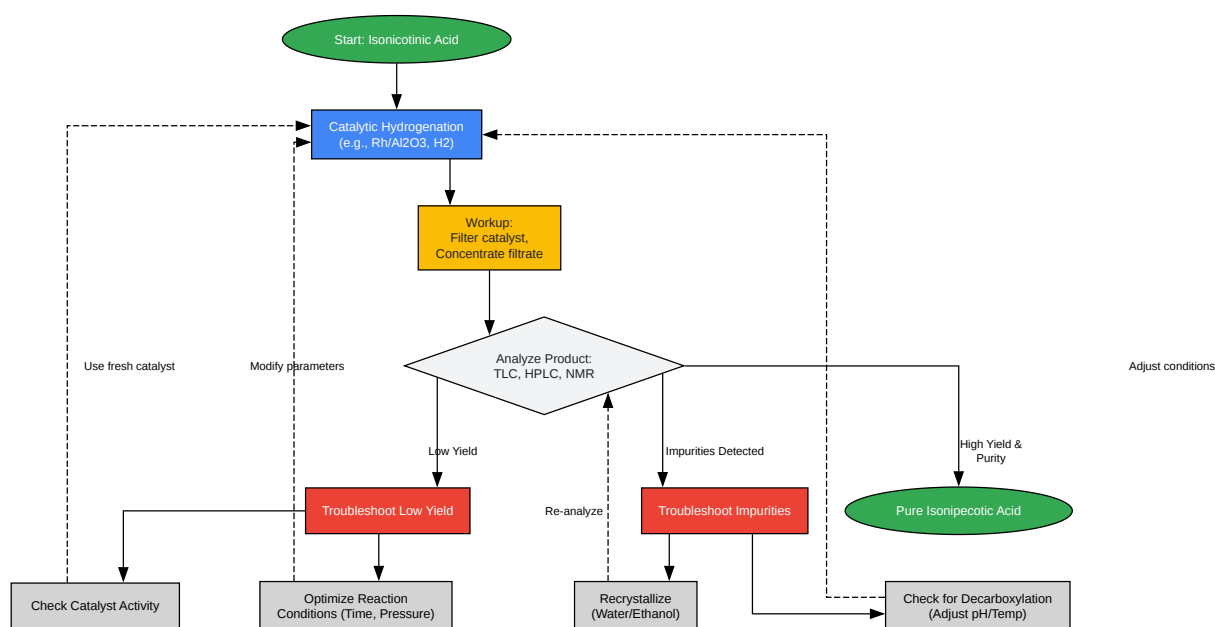 Start: Isonicotinic Acid
Catalytic Hydrogenation
(e.g., Rh/Al2O3, H2)
Workup:
Filter catalyst,
Concentrate filtrate
Analyze Product:
TLC, HPLC, NMR
Use fresh catalyst
Modify parameters
Adjust conditions
Low Yield
Impurities Detected
High Yield &
Purity
Troubleshoot Low Yield
Re-analyze
Troubleshoot Impurities
Pure Isonipecotic Acid
Check Catalyst Activity
Optimize Reaction
Conditions (Time, Pressure)
Recrystallize
(Water/Ethanol)
Check for Decarboxylation
(Adjust pH/Temp)